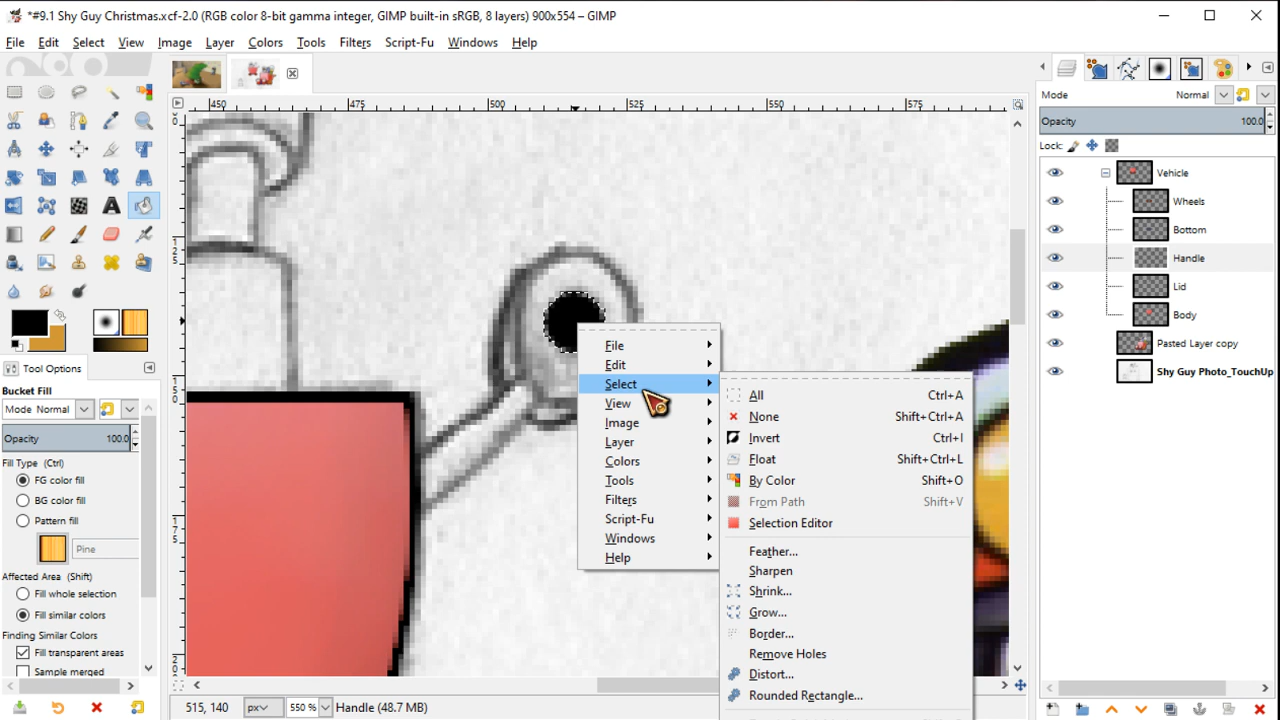 *#9.1 Shy Guy Christmas.xcf-2.0 (RGB color 8-bit gamma integer, GIMP built-in sRGB, 8 layers) 900x554 – GIMP
File Edit Select View Image Layer Colors Tools Filters Script-Fu Windows Help
450 475 500 525 550 575
125
150
175
200
Tool Options
Bucket Fill
Mode Normal
Opacity 100.0
Fill Type (Ctrl)
FG color fill
BG color fill
Pattern fill
Pine
Affected Area (Shift)
Fill whole selection
Fill similar colors
Finding Similar Colors
Fill transparent areas
Sample merged
File
Edit
Select
View
Image
Layer
Colors
Tools
Filters
Script-Fu
Windows
Help
All Ctrl+A
None Shift+Ctrl+A
Invert Ctrl+I
Float Shift+Ctrl+L
By Color Shift+O
From Path Shift+V
Selection Editor
Feather...
Sharpen
Shrink...
Grow...
Border...
Remove Holes
Distort...
Rounded Rectangle...
Mode Normal
Opacity 100.0
Lock:
Vehicle
Wheels
Bottom
Handle
Lid
Body
Pasted Layer copy
Shy Guy Photo_TouchUp
515, 140 px 550 % Handle (48.7 MB)